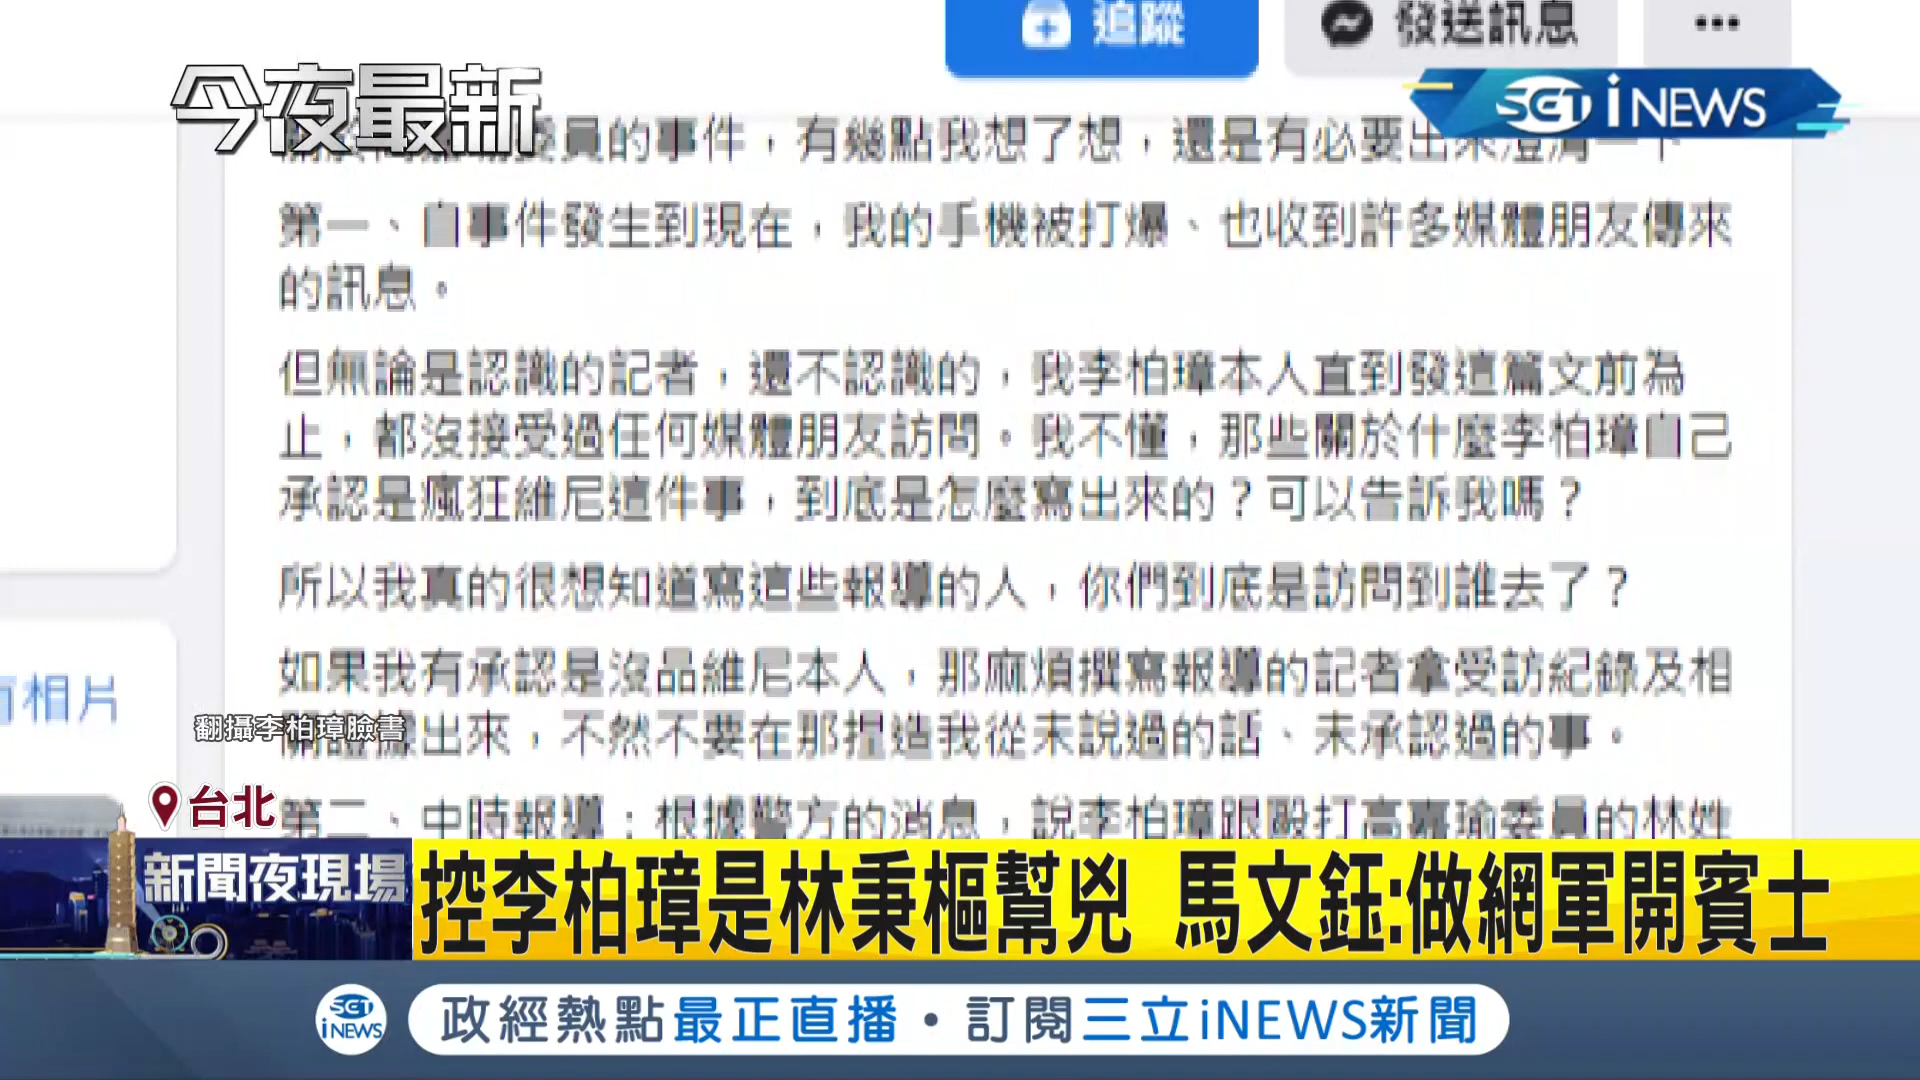 追蹤
發送訊息
今夜最新
SET iNEWS
委員的事件，有幾點我想了想，還是有必要出來澄清一下
第一、自事件發生到現在，我的手機被打爆、也收到許多媒體朋友傳來
的訊息。
但無論是認識的記者，還不認識的，我李柏璋本人直到發這篇文前為
止，都沒接受過任何媒體朋友訪問。我不懂，那些關於什麼李柏璋自己
承認是瘋狂維尼這件事，到底是怎麼寫出來的？可以告訴我嗎？
所以我真的很想知道寫這些報導的人，你們到底是訪問到誰去了？
如果我有承認是沒品維尼本人，那麻煩撰寫報導的記者拿受訪紀錄及相
關證據出來，不然不要在那捏造我從未說過的話、未承認過的事。
相片
翻攝李柏璋臉書
第二、中時報導：根據警方的消息，說李柏璋跟毆打高嘉瑜委員的林姓
台北
新聞夜現場
控李柏璋是林秉樞幫兇 馬文鈺:做網軍開賓士
SET iNEWS
政經熱點最正直播・訂閱三立iNEWS新聞